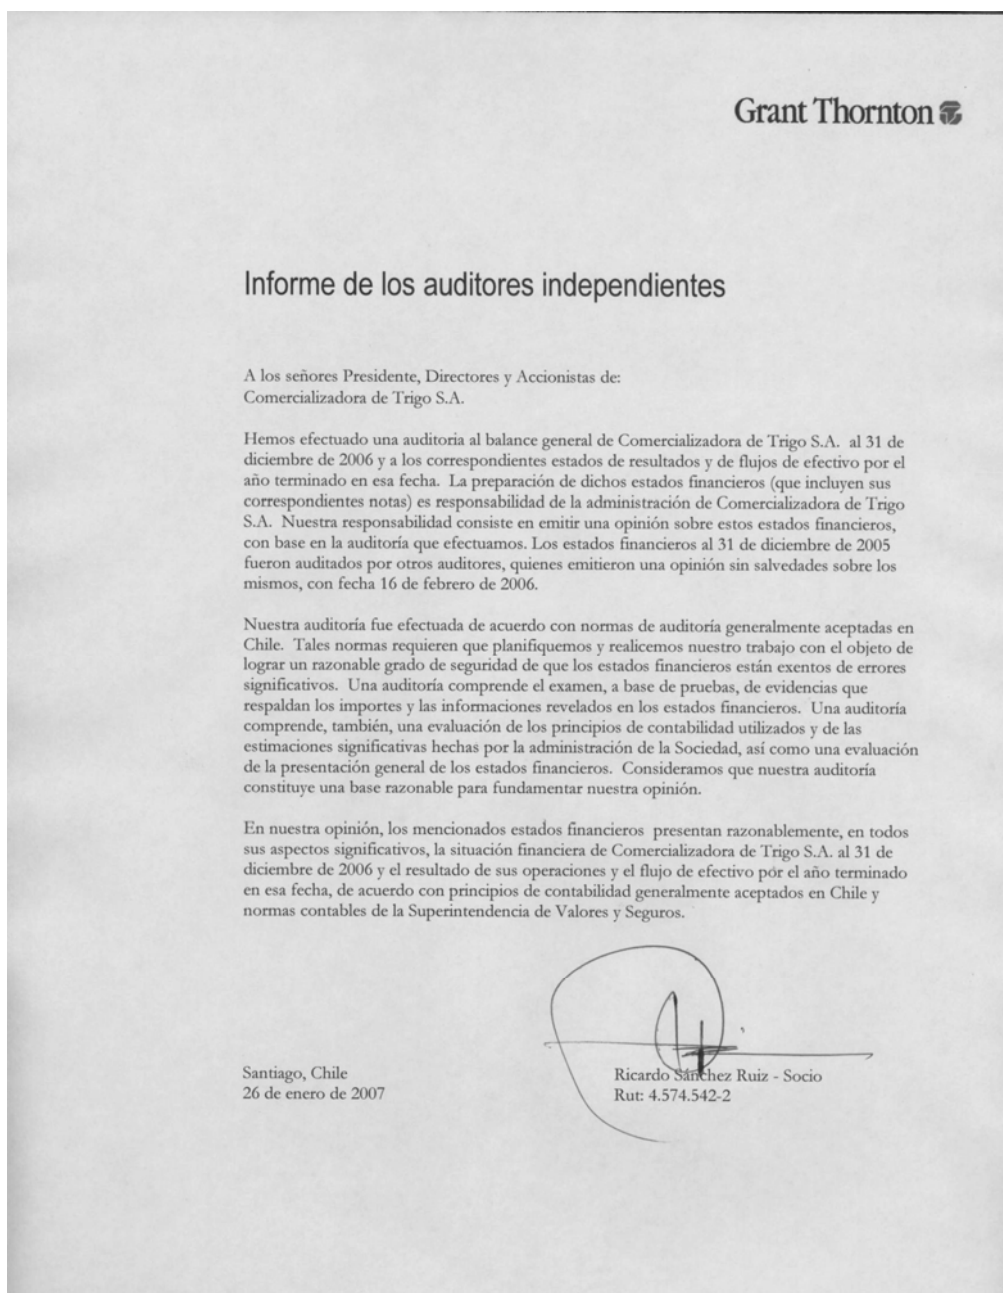 Grant Thornton
Informe de los auditores independientes
A los señores Presidente, Directores y Accionistas de:
Comercializadora de Trigo S.A.
Hemos efectuado una auditoria al balance general de Comercializadora de Trigo S.A. al 31 de
diciembre de 2006 y a los correspondientes estados de resultados y de flujos de efectivo por el
año terminado en esa fecha. La preparación de dichos estados financieros (que incluyen sus
correspondientes notas) es responsabilidad de la administración de Comercializadora de Trigo
S.A. Nuestra responsabilidad consiste en emitir una opinión sobre estos estados financieros,
con base en la auditoría que efectuamos. Los estados financieros al 31 de diciembre de 2005
fueron auditados por otros auditores, quienes emitieron una opinión sin salvedades sobre los
mismos, con fecha 16 de febrero de 2006.
Nuestra auditoría fue efectuada de acuerdo con normas de auditoría generalmente aceptadas en
Chile. Tales normas requieren que planifiquemos y realicemos nuestro trabajo con el objeto de
lograr un razonable grado de seguridad de que los estados financieros están exentos de errores
significativos. Una auditoría comprende el examen, a base de pruebas, de evidencias que
respaldan los importes y las informaciones revelados en los estados financieros. Una auditoría
comprende, también, una evaluación de los principios de contabilidad utilizados y de las
estimaciones significativas hechas por la administración de la Sociedad, así como una evaluación
de la presentación general de los estados financieros. Consideramos que nuestra auditoría
constituye una base razonable para fundamentar nuestra opinión.
En nuestra opinión, los mencionados estados financieros presentan razonablemente, en todos
sus aspectos significativos, la situación financiera de Comercializadora de Trigo S.A. al 31 de
diciembre de 2006 y el resultado de sus operaciones y el flujo de efectivo por el año terminado
en esa fecha, de acuerdo con principios de contabilidad generalmente aceptados en Chile y
normas contables de la Superintendencia de Valores y Seguros.
Santiago, Chile
26 de enero de 2007
Ricardo Sánchez Ruiz - Socio
Rut: 4.574.542-2